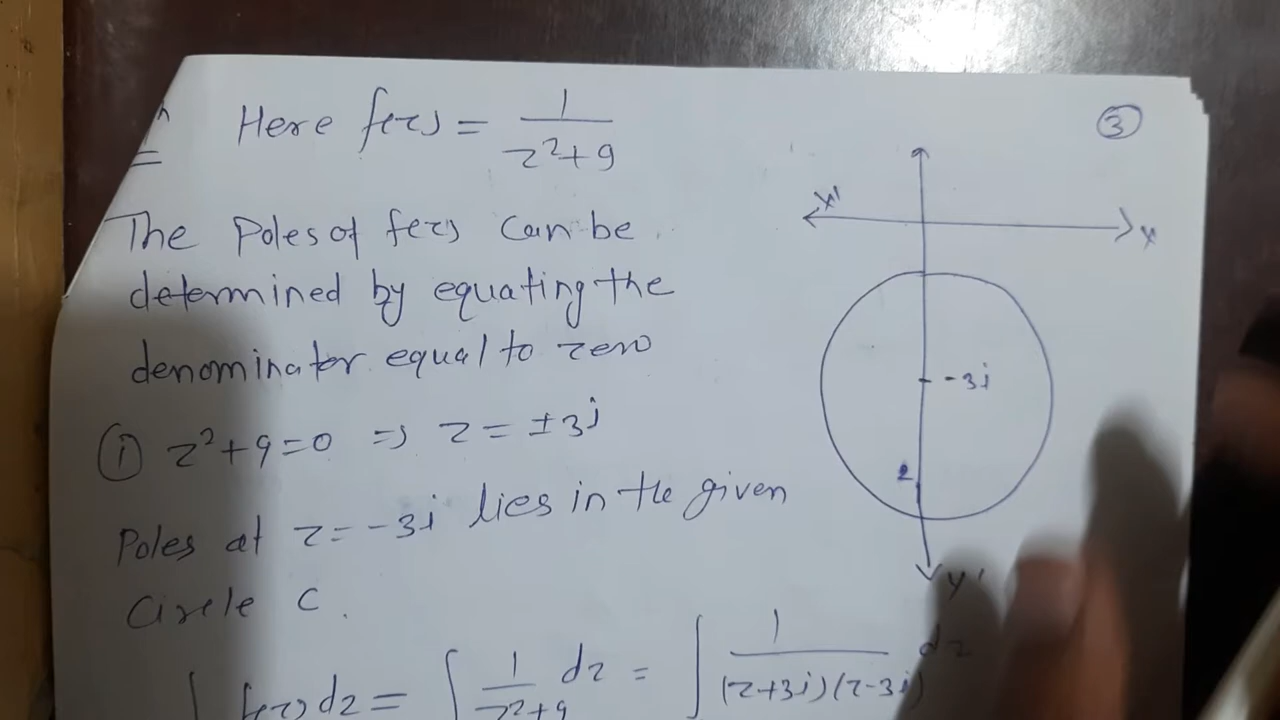 Here f(z) = 1/(z²+9)
③
The Poles of f(z) can be
determined by equating the
denominator equal to zero
① z²+9=0 => z = ±3i
Poles at z = -3i lies in the given
Circle C.
∫ f(z) dz = ∫ 1/(z²+9) dz = ∫ 1/((z+3i)(z-3i)) dz
X'
X
-3i
2
Y'